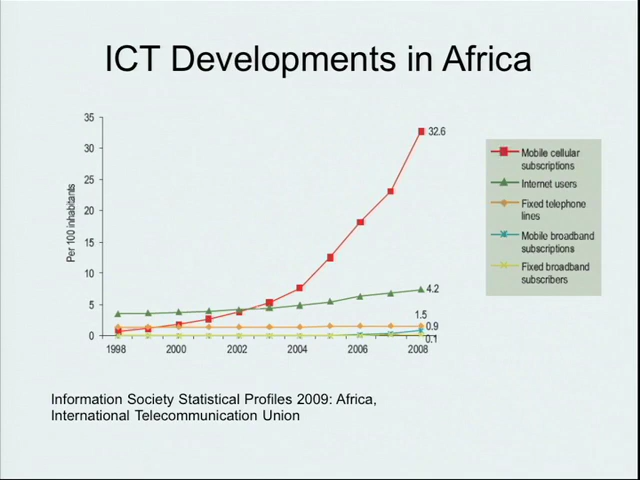 ICT Developments in Africa
35
30
25
20
15
10
5
0
Per 100 inhabitants
1998
2000
2002
2004
2006
2008
32.6
4.2
1.5
0.9
0.1
Mobile cellular
subscriptions
Internet users
Fixed telephone
lines
Mobile broadband
subscriptions
Fixed broadband
subscribers
Information Society Statistical Profiles 2009: Africa,
International Telecommunication Union